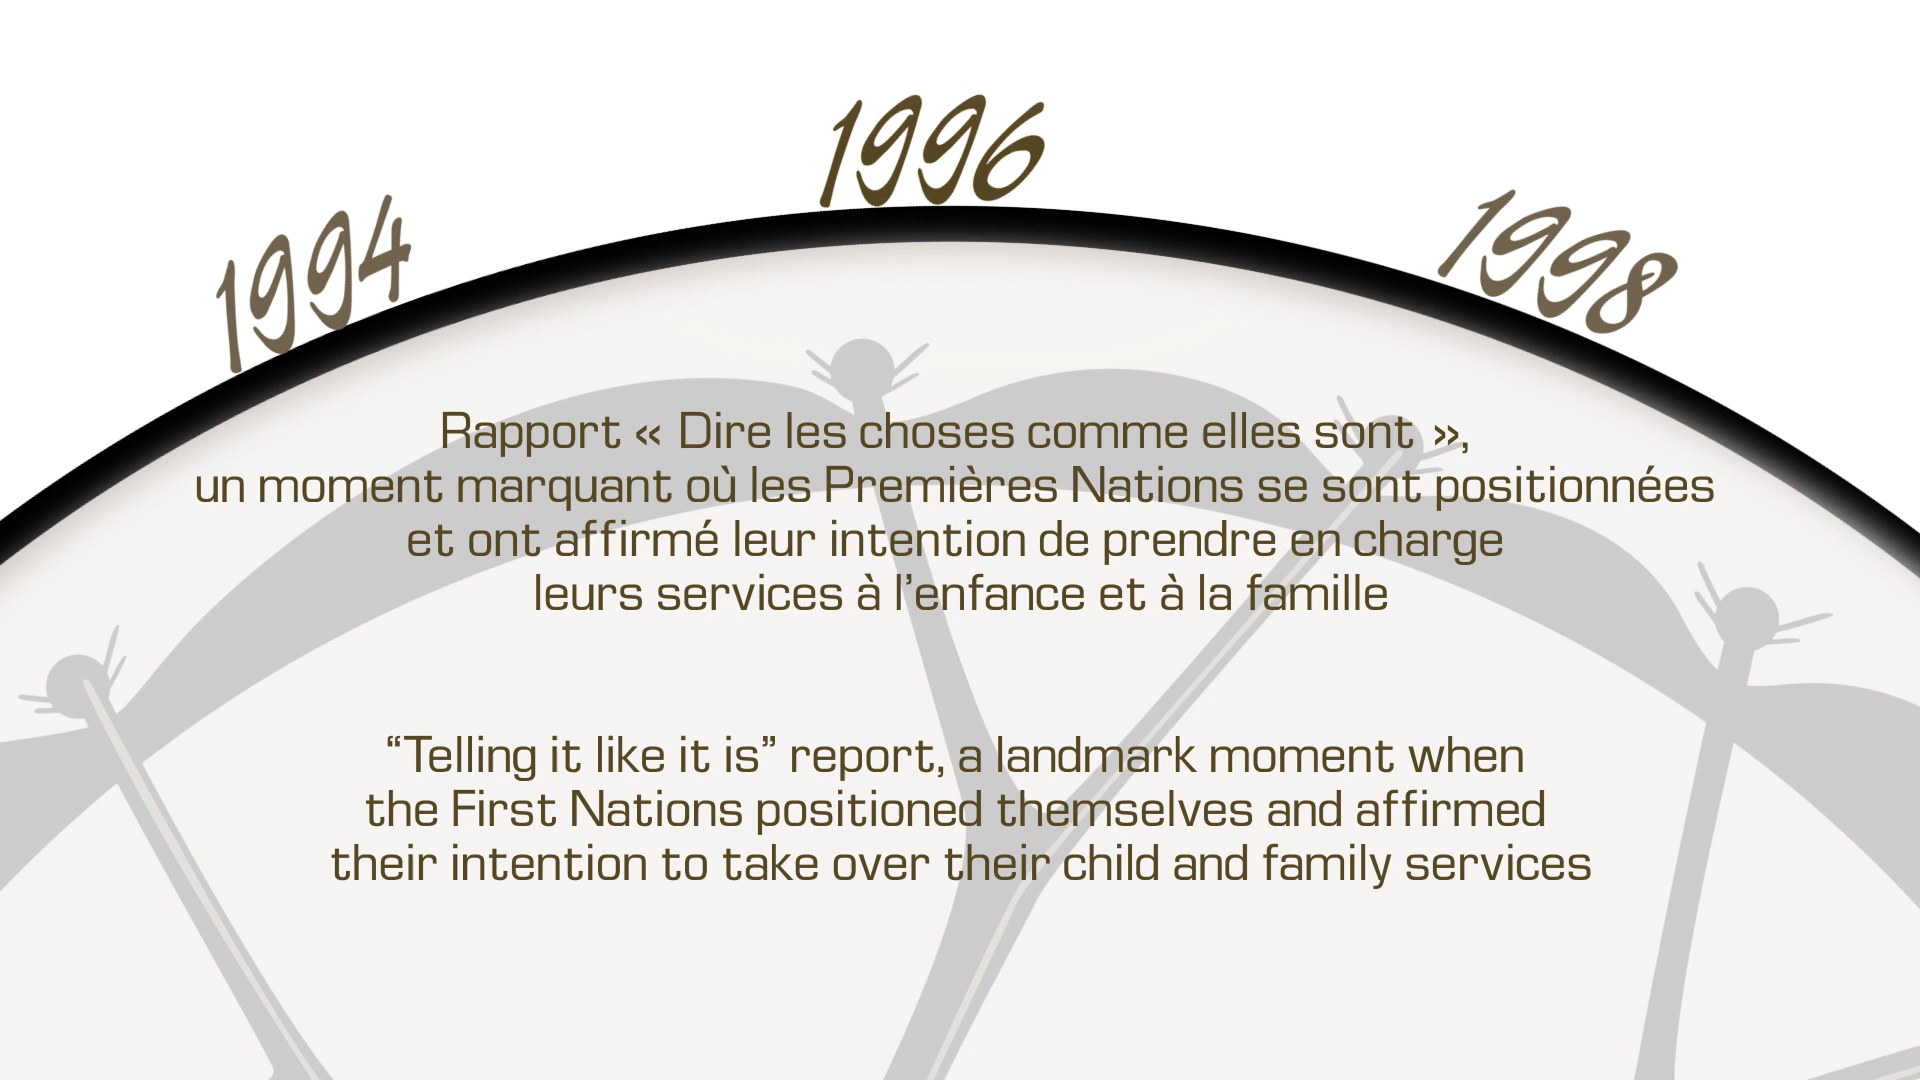 1994
1996
1998
Rapport « Dire les choses comme elles sont »,
un moment marquant où les Premières Nations se sont positionnées
et ont affirmé leur intention de prendre en charge
leurs services à l’enfance et à la famille
“Telling it like it is” report, a landmark moment when
the First Nations positioned themselves and affirmed
their intention to take over their child and family services